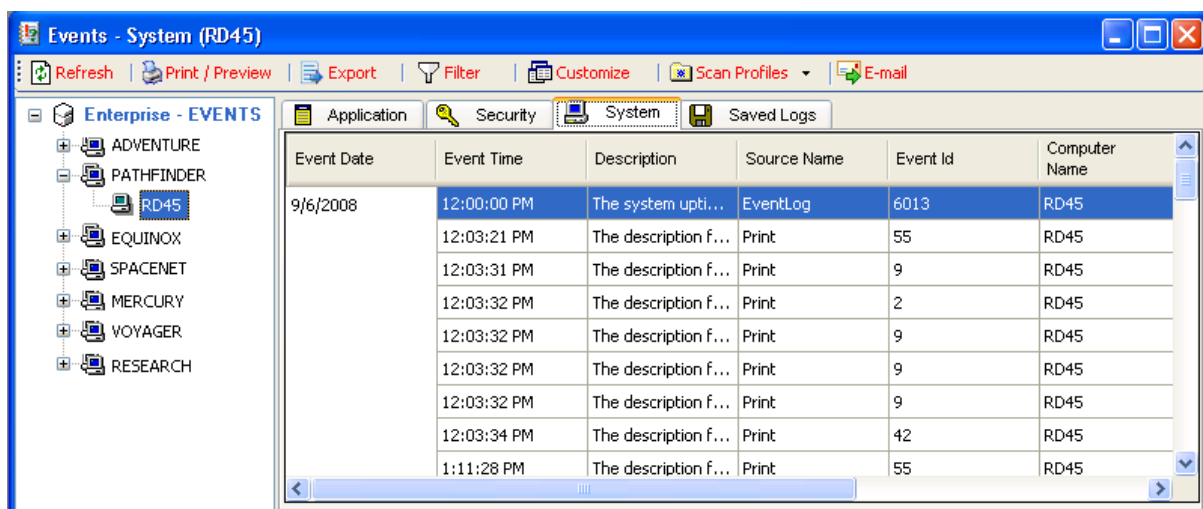 Events - System (RD45)
Refresh | Print / Preview | Export | Filter | Customize | Scan Profiles | E-mail
Enterprise - EVENTS
ADVENTURE
PATHFINDER
RD45
EQUINOX
SPACENET
MERCURY
VOYAGER
RESEARCH
Application Security System Saved Logs
Event Date Event Time Description Source Name Event Id Computer Name
9/6/2008 12:00:00 PM The system upti... EventLog 6013 RD45
12:03:21 PM The description f... Print 55 RD45
12:03:31 PM The description f... Print 9 RD45
12:03:32 PM The description f... Print 2 RD45
12:03:32 PM The description f... Print 9 RD45
12:03:32 PM The description f... Print 9 RD45
12:03:32 PM The description f... Print 9 RD45
12:03:34 PM The description f... Print 42 RD45
1:11:28 PM The description f... Print 55 RD45